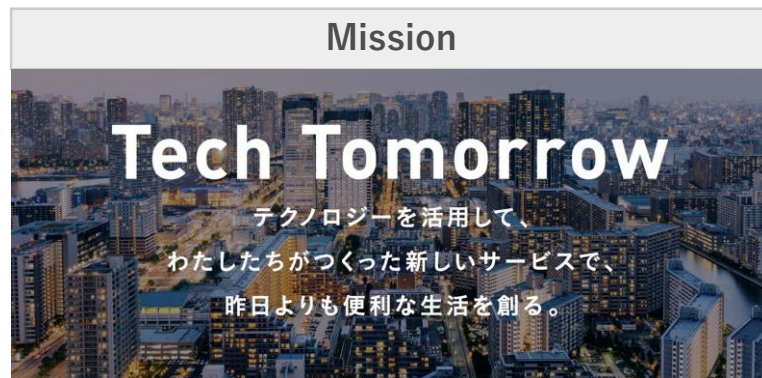 Mission
Tech Tomorrow
テクノロジーを活用して、
わたしたちがつくった新しいサービスで、
昨日よりも便利な生活を創る。